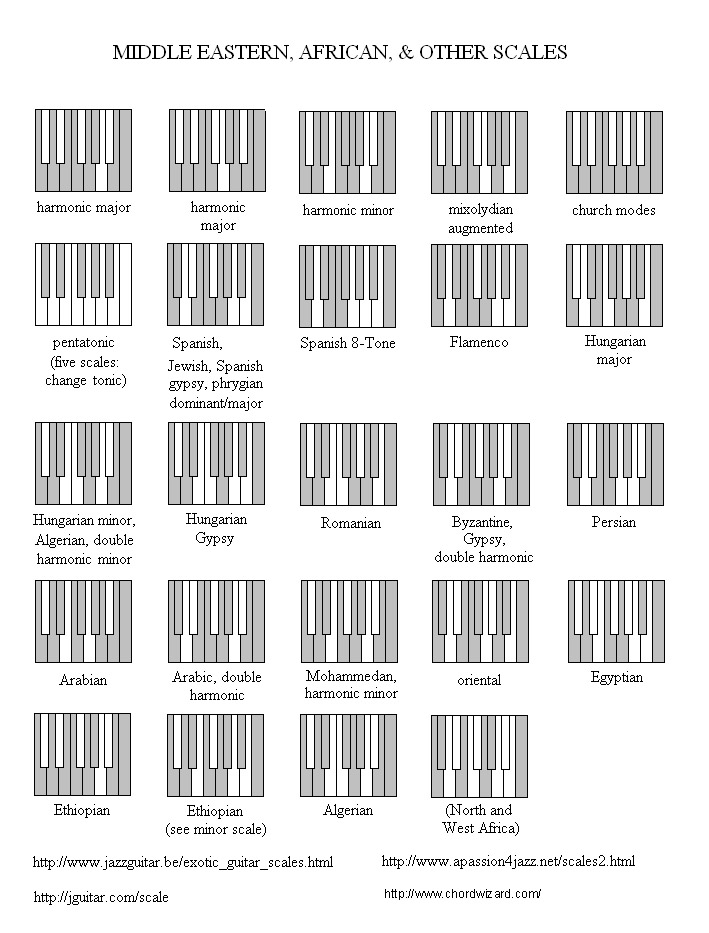 MIDDLE EASTERN, AFRICAN, & OTHER SCALES
harmonic major
harmonic
major
harmonic minor
mixolydian
augmented
church modes
pentatonic
(five scales:
change tonic)
Spanish,
Jewish, Spanish
gypsy, phrygian
dominant/major
Spanish 8-Tone
Flamenco
Hungarian
major
Hungarian minor,
Algerian, double
harmonic minor
Hungarian
Gypsy
Romanian
Byzantine,
Gypsy,
double harmonic
Persian
Arabian
Arabic, double
harmonic
Mohammedan,
harmonic minor
oriental
Egyptian
Ethiopian
Ethiopian
(see minor scale)
Algerian
(North and
West Africa)
http://www.jazzguitar.be/exotic_guitar_scales.html
http://www.apassion4jazz.net/scales2.html
http://jguitar.com/scale
http://www.chordwizard.com/